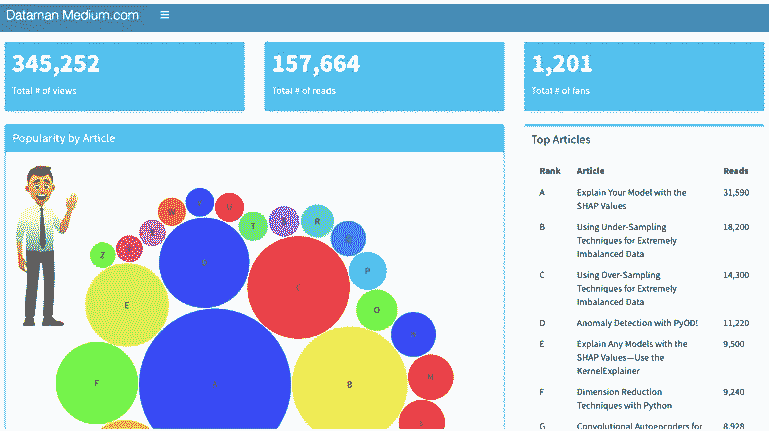 Dataman Medium.com
345,252
Total # of views
157,664
Total # of reads
1,201
Total # of fans
Popularity by Article
Z
E
F
T
R
P
O
N
B
Top Articles
Rank Article Reads
A Explain Your Model with the 31,590
SHAP Values
B Using Under-Sampling 18,200
Techniques for Extremely
Imbalanced Data
C Using Over-Sampling 14,300
Techniques for Extremely
Imbalanced Data
D Anomaly Detection with PyOD! 11,220
E Explain Any Models with the 9,500
SHAP Values—Use the
KernelExplainer
F Dimension Reduction 9,240
Techniques with Python
G Convolutional Autoencoders for 8,928